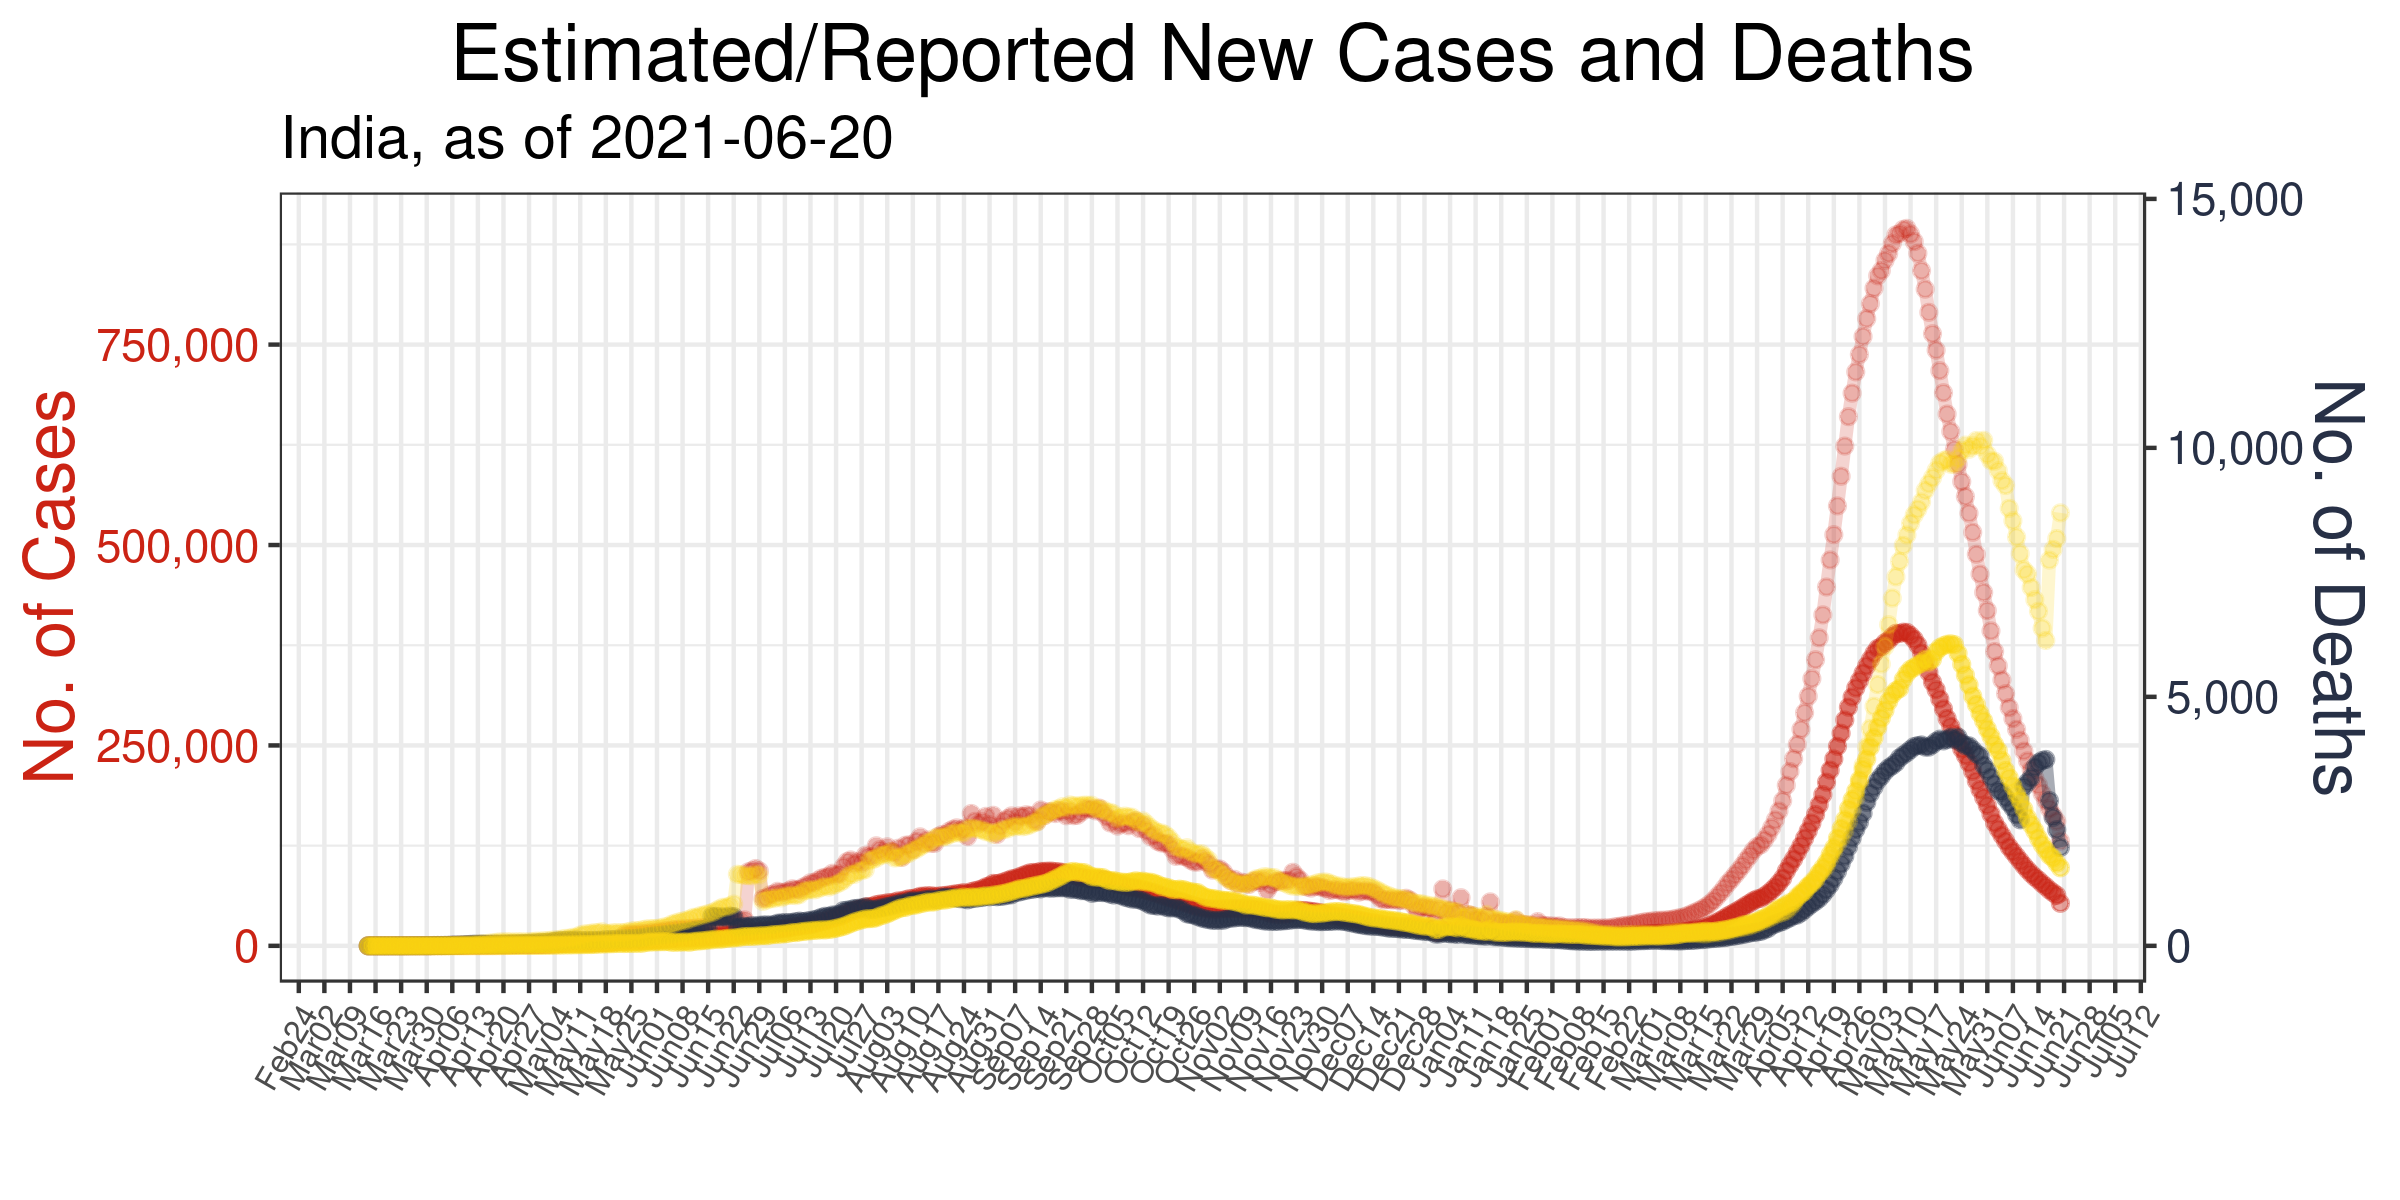 Estimated/Reported New Cases and Deaths
India, as of 2021-06-20
No. of Cases
750,000
500,000
250,000
0
15,000
10,000
5,000
0
No. of Deaths
Feb24
Mar02
Mar09
Mar16
Mar23
Mar30
Apr06
Apr13
Apr20
Apr27
May04
May11
May18
May25
Jun01
Jun08
Jun15
Jun22
Jun29
Jul06
Jul13
Jul20
Jul27
Aug03
Aug10
Aug17
Aug24
Aug31
Sep07
Sep14
Sep21
Sep28
Oct05
Oct12
Oct19
Oct26
Nov02
Nov09
Nov16
Nov23
Nov30
Dec07
Dec14
Dec21
Dec28
Jan04
Jan11
Jan18
Jan25
Feb01
Feb08
Feb15
Feb22
Mar01
Mar08
Mar15
Mar22
Mar29
Apr05
Apr12
Apr19
Apr26
May03
May10
May17
May24
May31
Jun07
Jun14
Jun21
Jun28
Jul05
Jul12